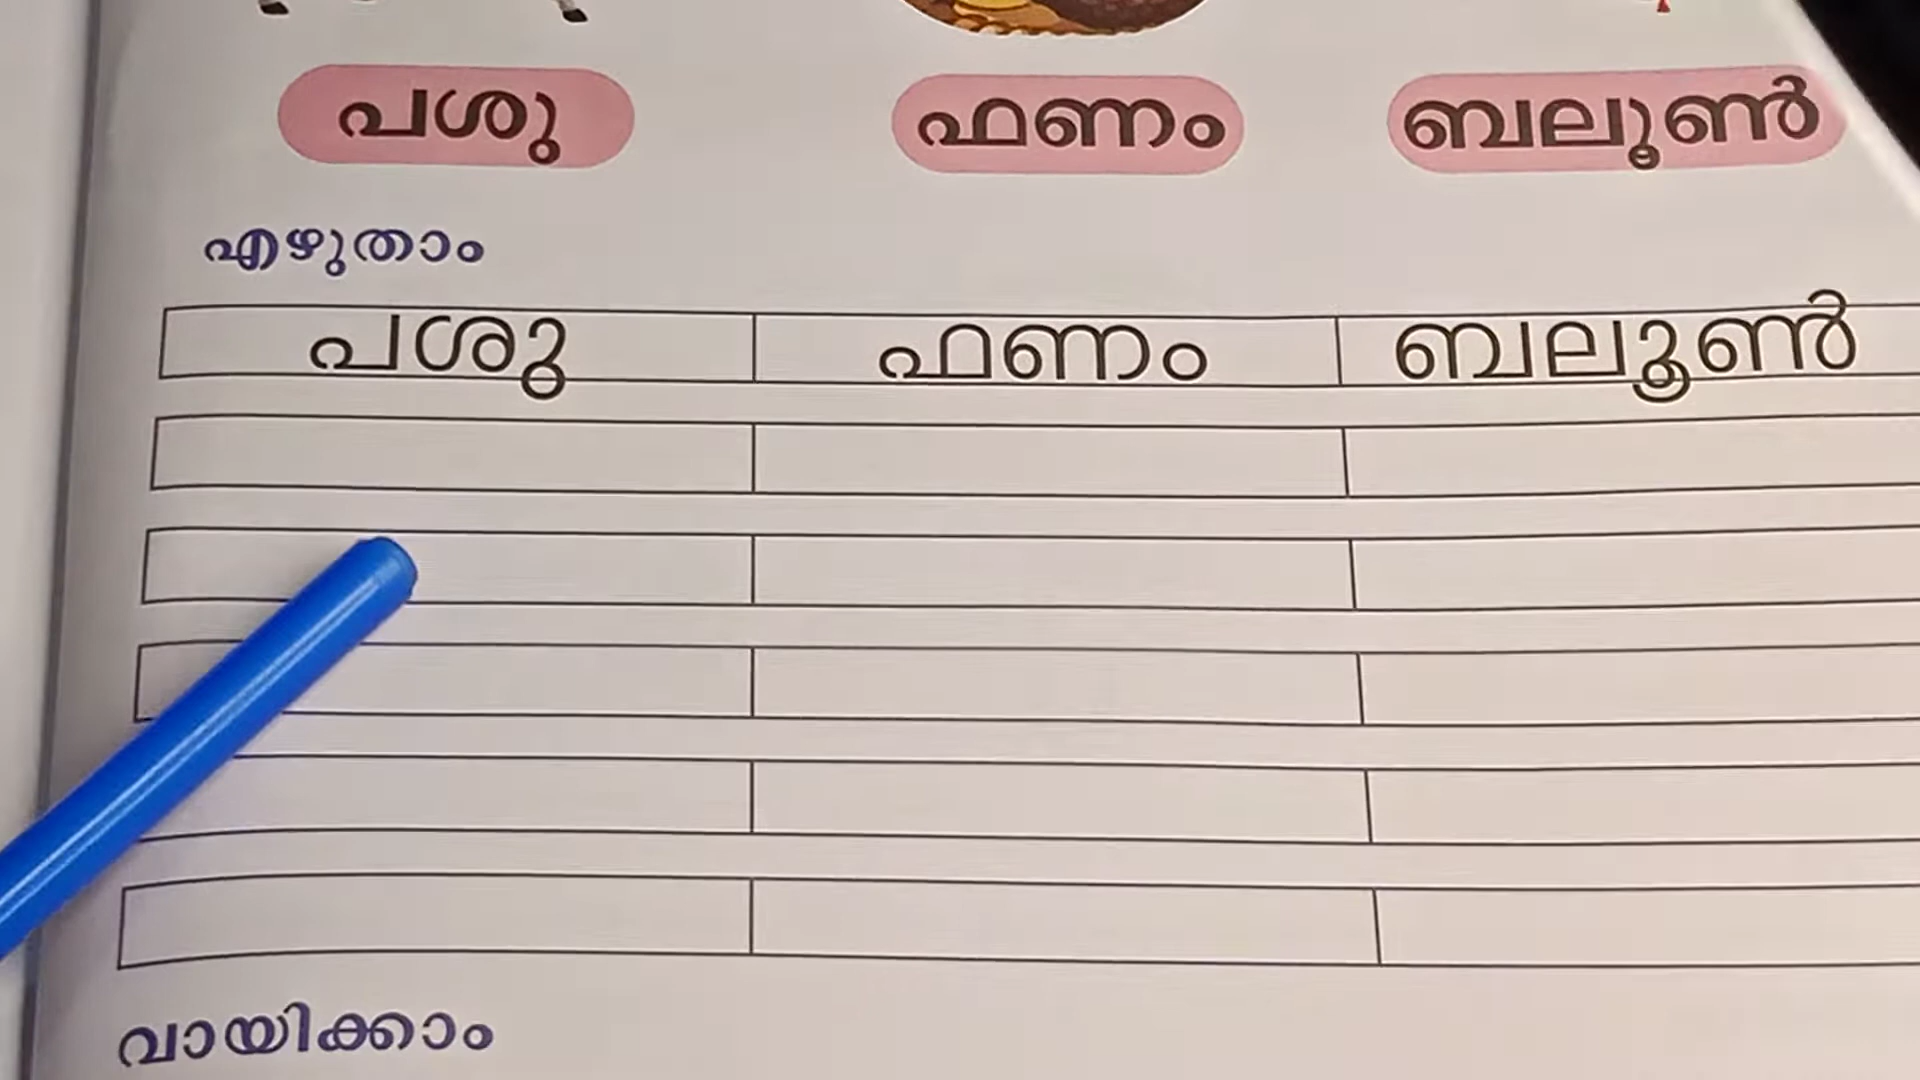 പശു ഫണം ബലൂൺ
എഴുതാം
പശു ഫണം ബലൂൺ
വായിക്കാം